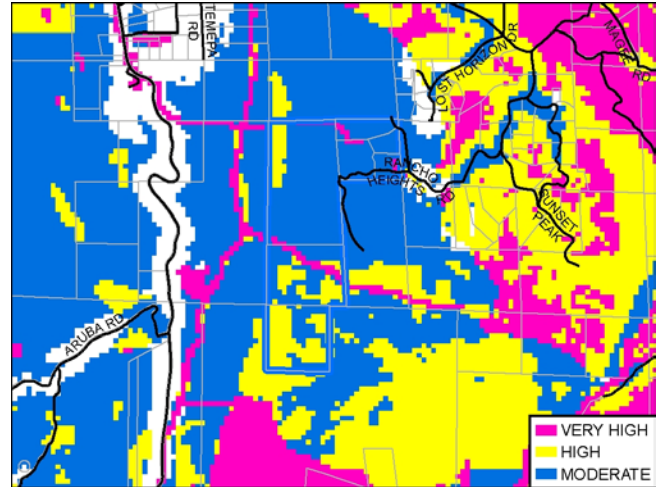 TEMEPA
RD
LOST HORIZON DR
MAGEE RD
RANCHO
HEIGHTS RD
SUNSET
PEAK
ARUBA RD
VERY HIGH
HIGH
MODERATE
©